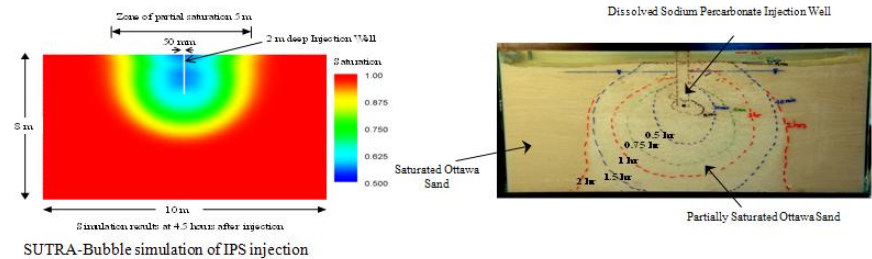 Zone of partial saturation 5 m
50 mm
2 m deep Injection Well
Saturation
1.00
0.875
0.750
0.625
0.500
8 m
10 m
Simulation results at 4.5 hours after injection
SUTRA-Bubble simulation of IPS injection
Dissolved Sodium Percarbonate Injection Well
Saturated Ottawa
Sand
0.5 hr
0.75 hr
1 hr
1.5 hr
2 hr
Partially Saturated Ottawa Sand